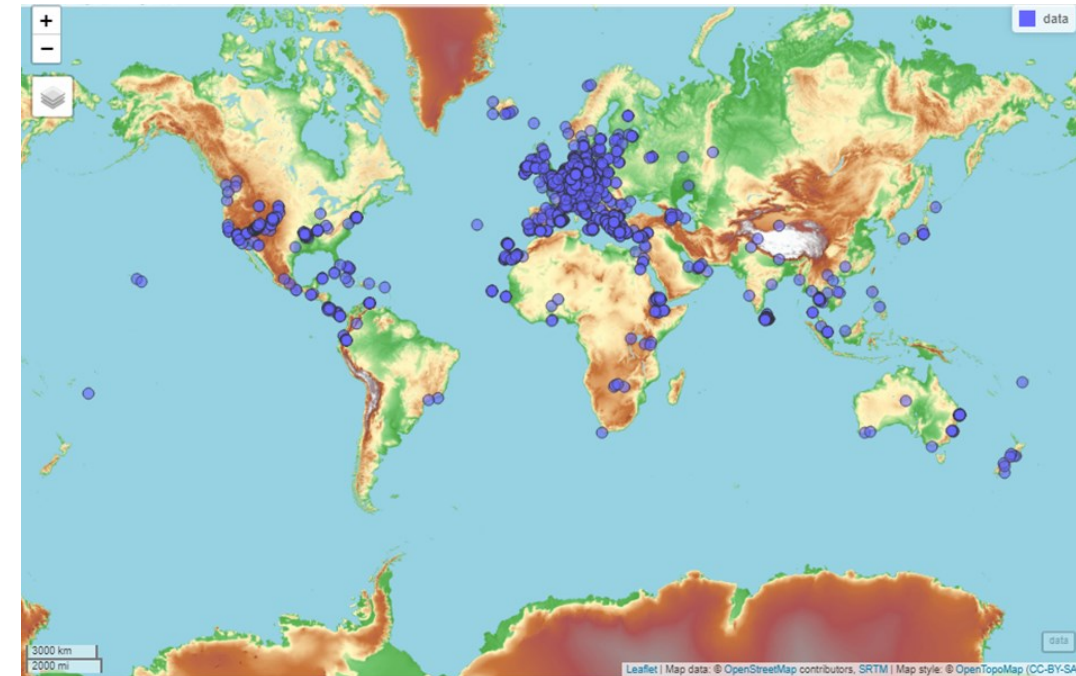 +
data
−
data
3000 km
2000 mi
Leaflet | Map data: © OpenStreetMap contributors, SRTM | Map style: © OpenTopoMap (CC-BY-SA